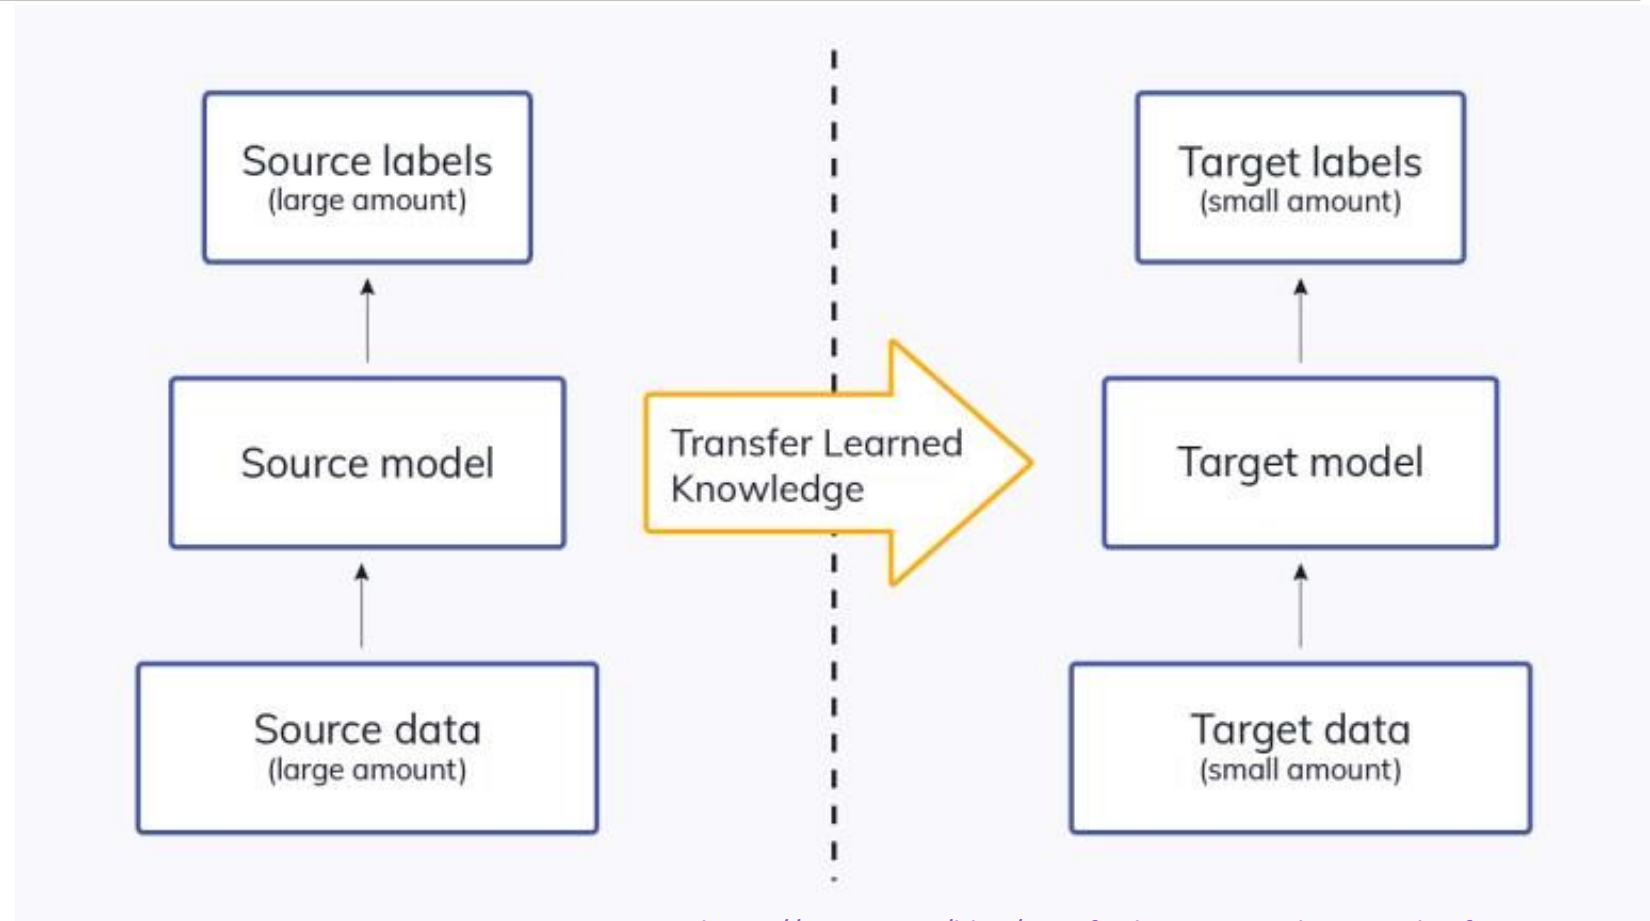 Source labels
(large amount)
Source model
Source data
(large amount)
Transfer Learned
Knowledge
Target labels
(small amount)
Target model
Target data
(small amount)